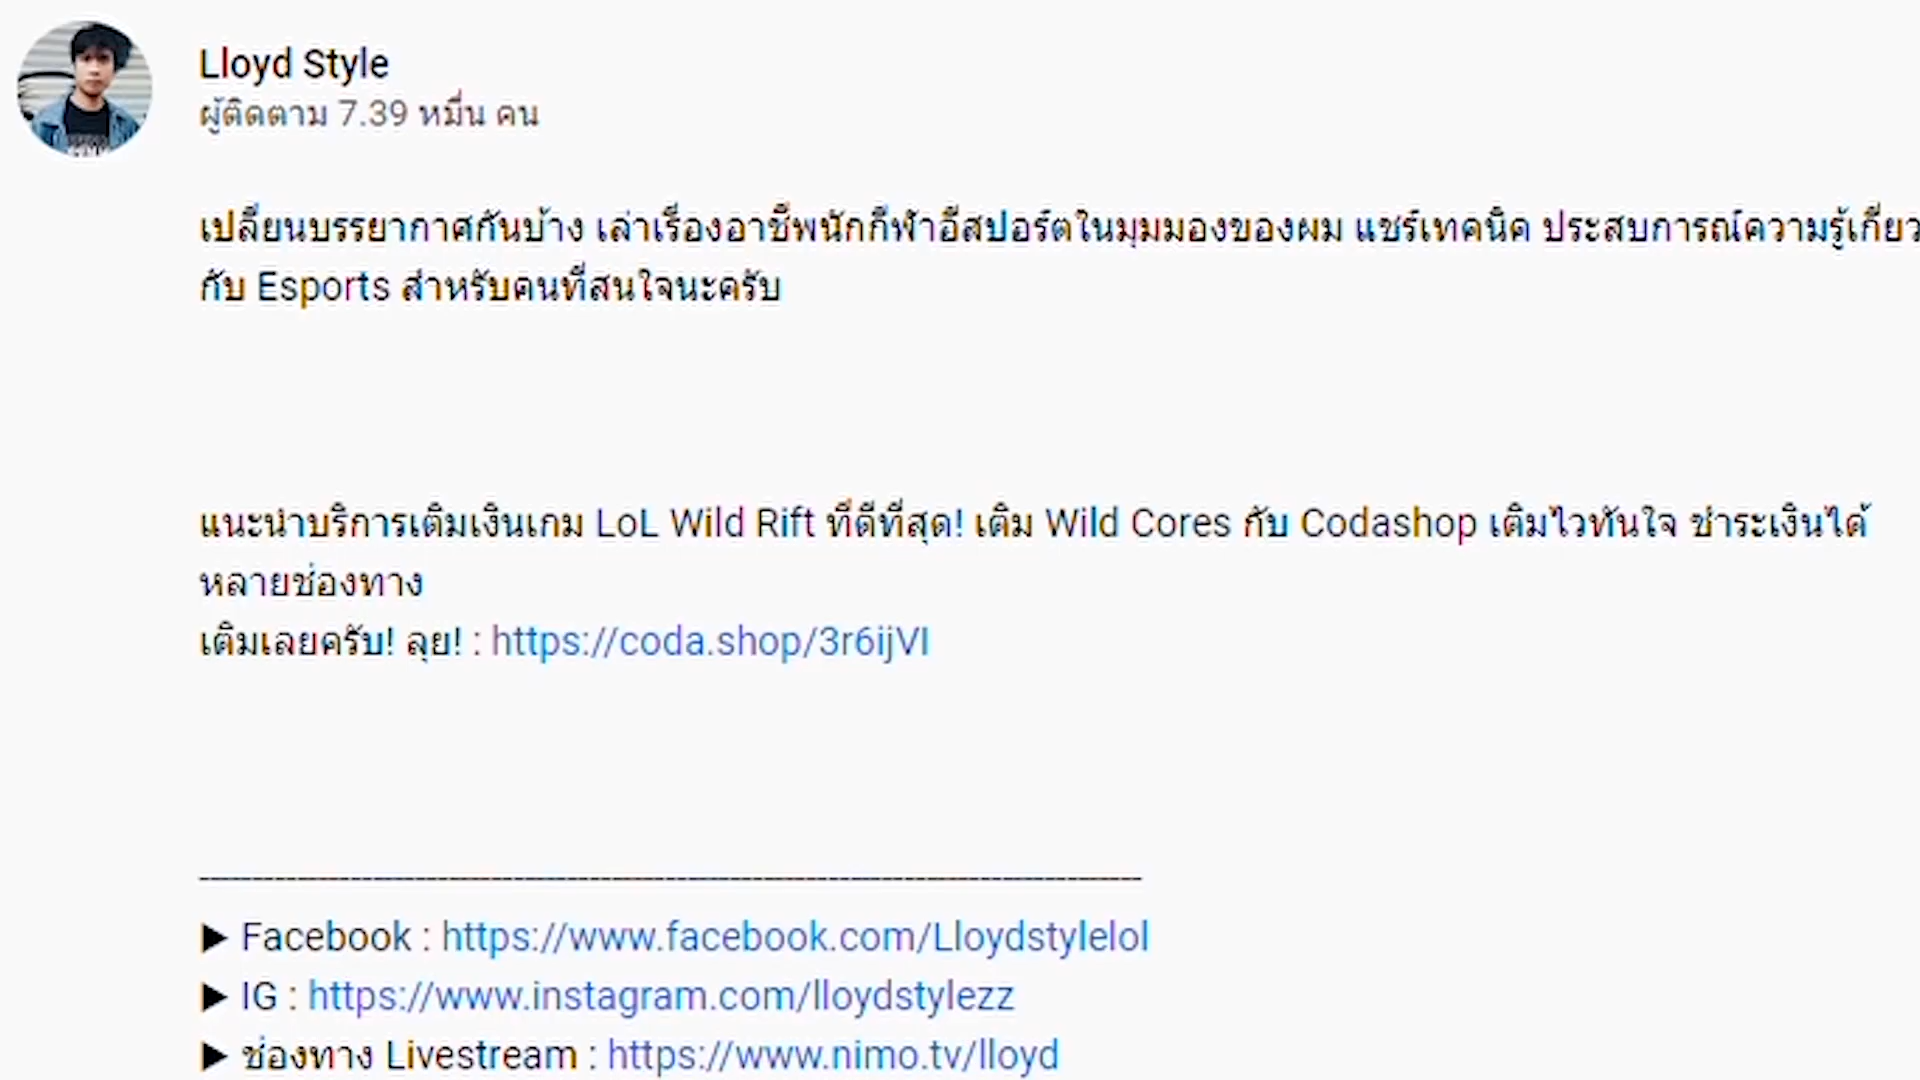 Lloyd Style
ผู้ติดตาม 7.39 หมื่น คน
เปลี่ยนบรรยากาศกันบ้าง เล่าเรื่องอาชีพนักกีฬาอีสปอร์ตในมุมมองของผม แชร์เทคนิค ประสบการณ์ความรู้เกี่ยว
กับ Esports สำหรับคนที่สนใจนะครับ
แนะนำบริการเติมเงินเกม LoL Wild Rift ที่ดีที่สุด! เติม Wild Cores กับ Codashop เติมไวทันใจ ชำระเงินได้
หลายช่องทาง
เติมเลยครับ! ลุย! : https://coda.shop/3r6ijVI
▶ Facebook : https://www.facebook.com/Lloydstylelol
▶ IG : https://www.instagram.com/lloydstylezz
▶ ช่องทาง Livestream : https://www.nimo.tv/lloyd